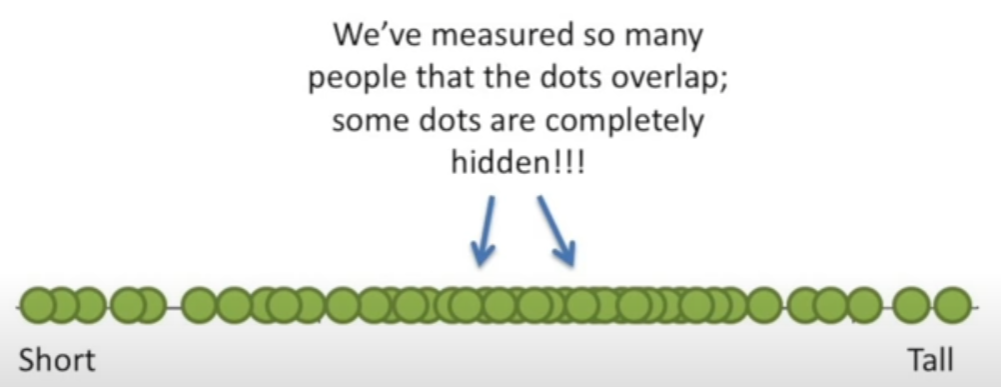 We’ve measured so many
people that the dots overlap;
some dots are completely
hidden!!!
Short
Tall